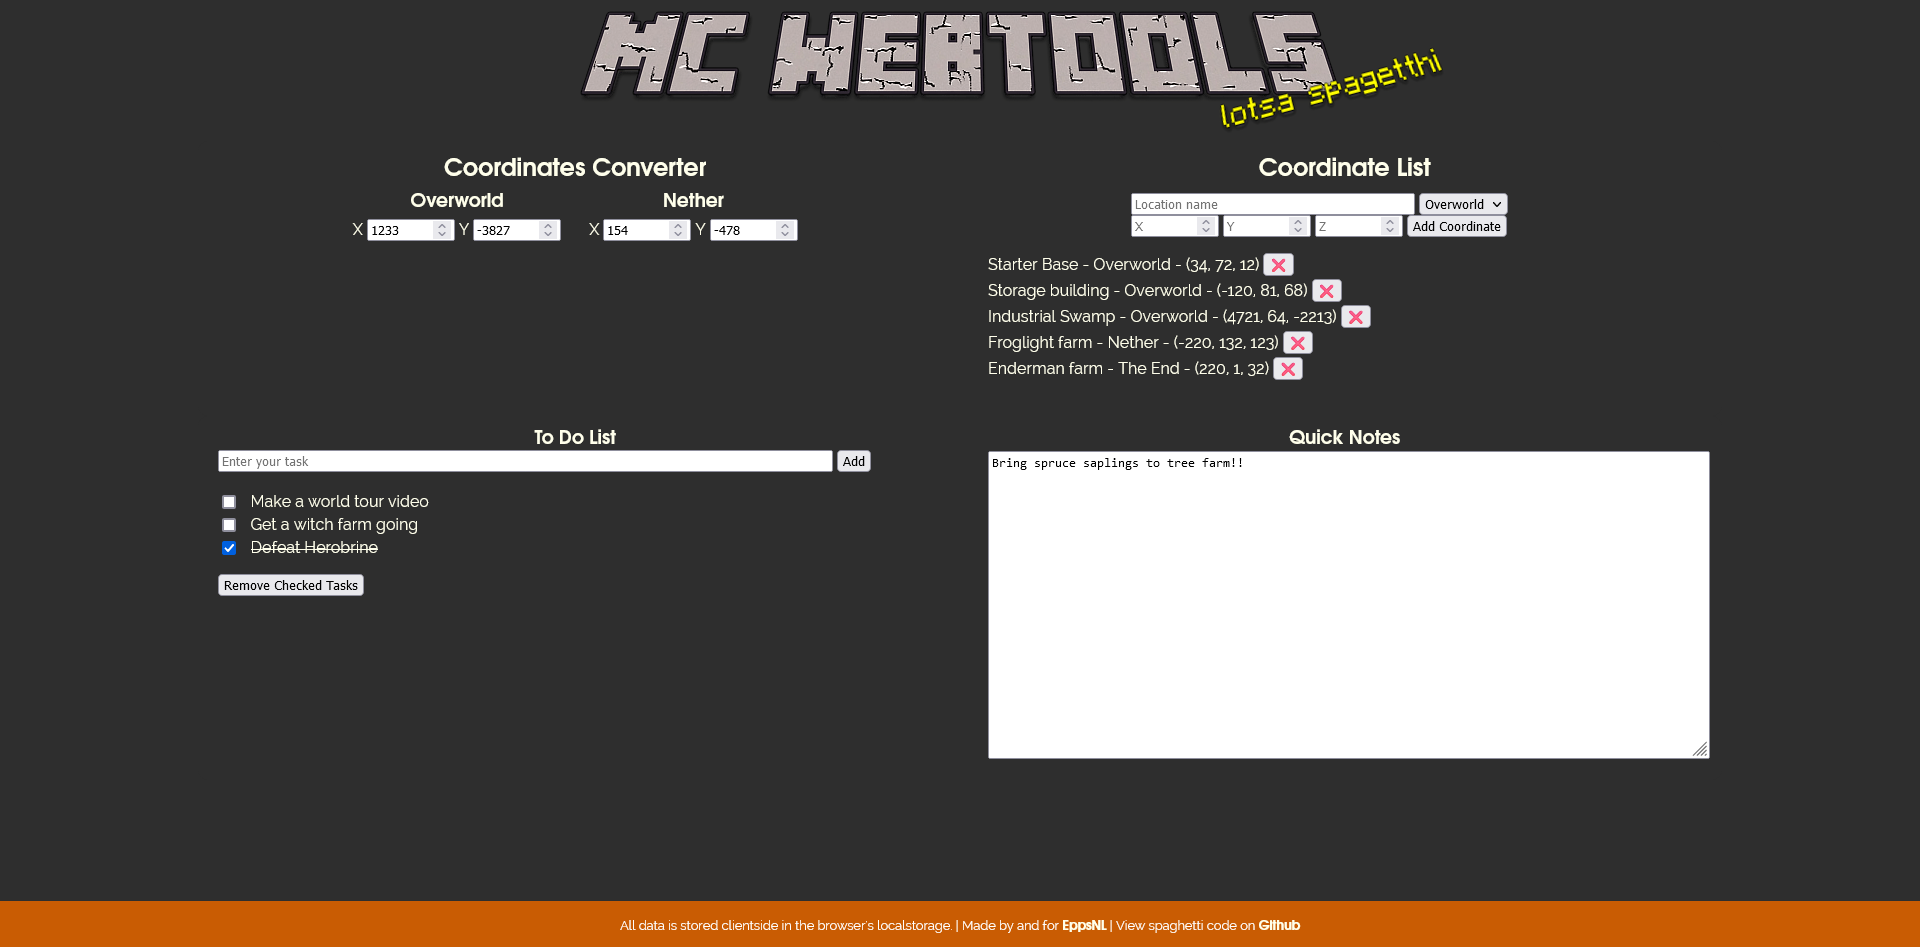 MC WEBTOOLS
lotsa spagetthi
Coordinates Converter
Overworld Nether
X 1233 Y -3827 X 154 Y -478
Coordinate List
Location name Overworld
X Y Z Add Coordinate
Starter Base - Overworld - (34, 72, 12)
Storage building - Overworld - (-120, 81, 68)
Industrial Swamp - Overworld - (4721, 64, -2213)
Froglight farm - Nether - (-220, 132, 123)
Enderman farm - The End - (220, 1, 32)
To Do List
Enter your task Add
Make a world tour video
Get a witch farm going
Defeat Herobrine
Remove Checked Tasks
Quick Notes
Bring spruce saplings to tree farm!!
All data is stored clientside in the browser's localstorage. | Made by and for EppsNL | View spaghetti code on Github